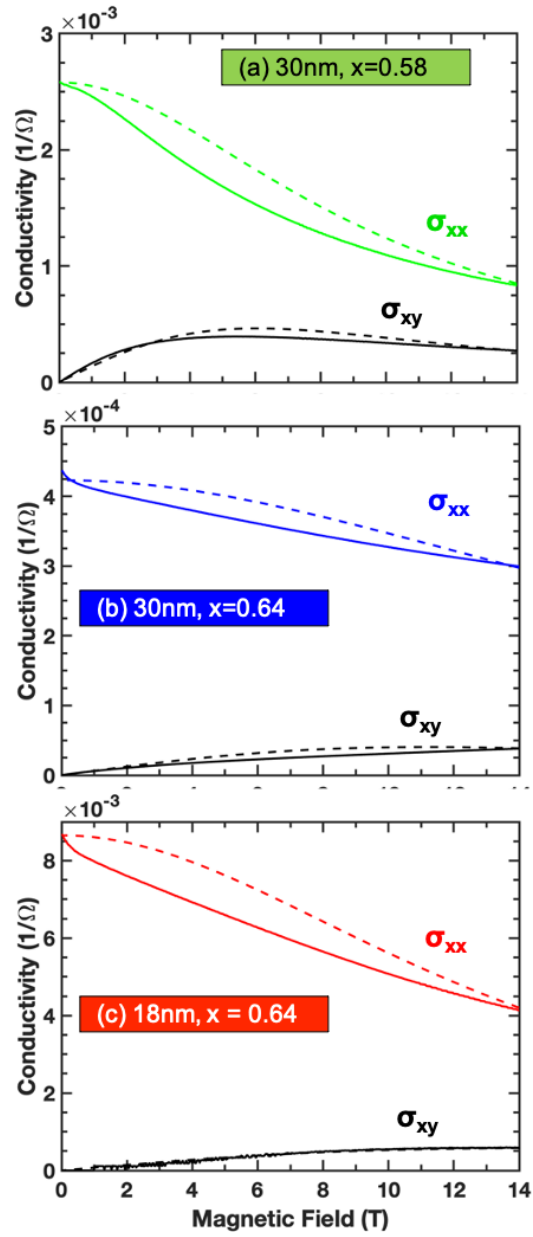 ×10⁻³
3
(a) 30nm, x=0.58
2
σxx
1
σxy
0
Conductivity (1/Ω)
×10⁻⁴
5
σxx
4
3
(b) 30nm, x=0.64
2
σxy
1
0
Conductivity (1/Ω)
×10⁻³
8
6
σxx
(c) 18nm, x = 0.64
4
2
σxy
0
Conductivity (1/Ω)
0 2 4 6 8 10 12 14
Magnetic Field (T)